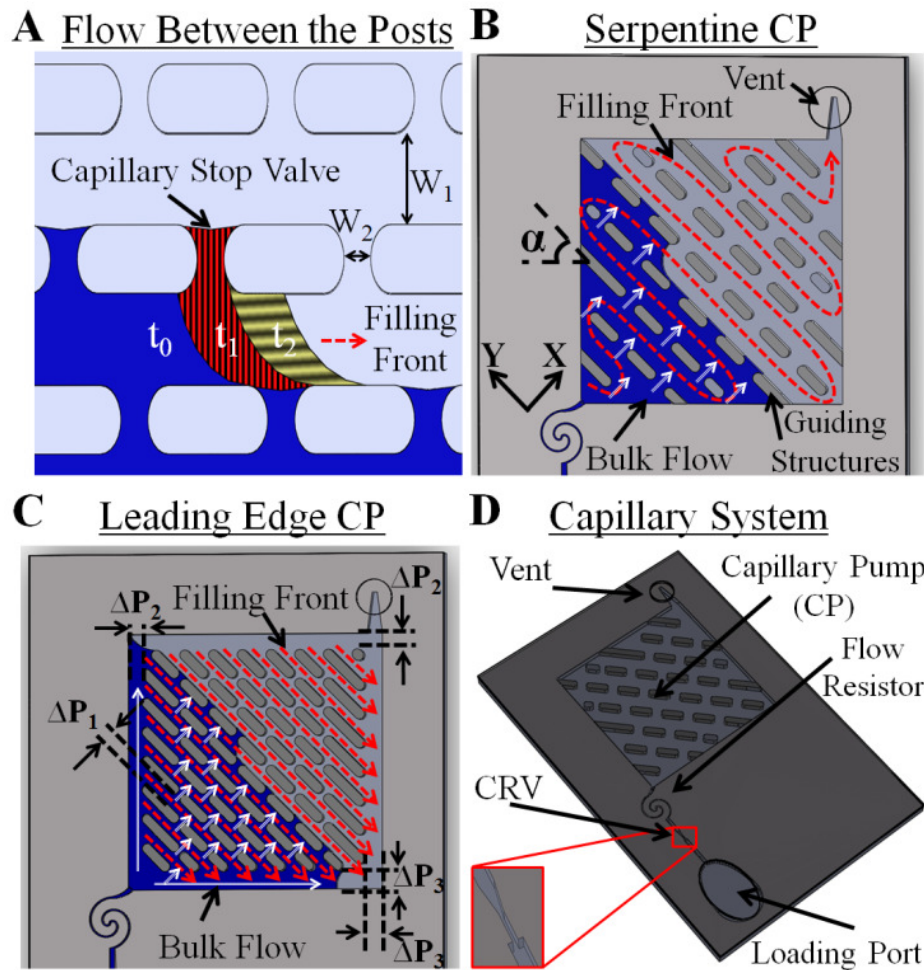 A Flow Between the Posts
Capillary Stop Valve
W1
W2
t0
t1
t2
Filling
Front
B Serpentine CP
Vent
Filling Front
α
Y
X
Guiding
Structures
Bulk Flow
C Leading Edge CP
ΔP2
Filling Front
ΔP2
ΔP1
ΔP3
ΔP3
Bulk Flow
D Capillary System
Vent
Capillary Pump
(CP)
Flow
Resistor
CRV
Loading Port